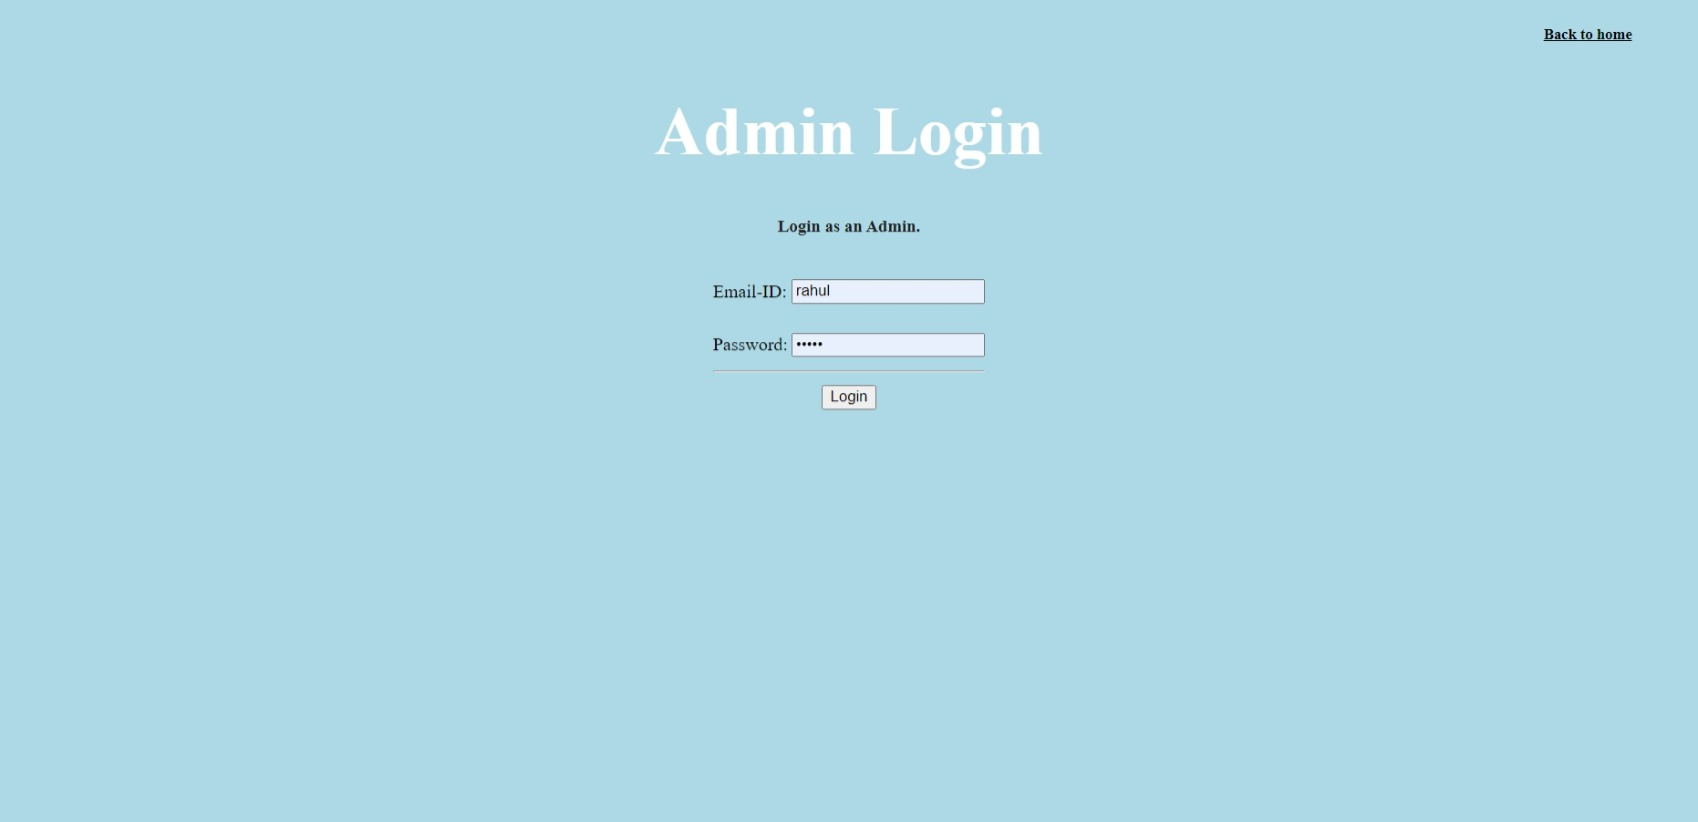 Back to home
Admin Login
Login as an Admin.
Email-ID: rahul
Password: •••••
Login